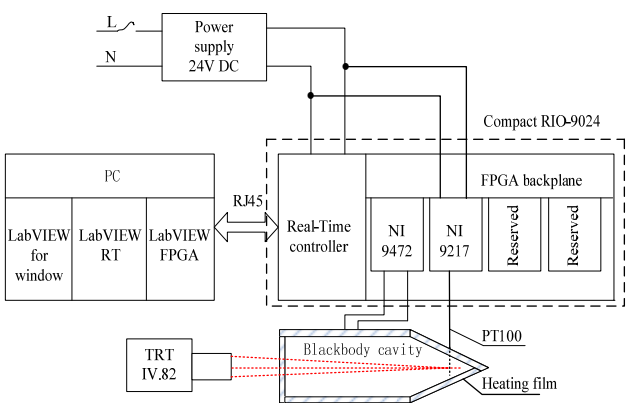 L
N
Power
supply
24V DC
Compact RIO-9024
PC
LabVIEW
for
window
LabVIEW
RT
LabVIEW
FPGA
RJ45
Real-Time
controller
FPGA backplane
NI
9472
NI
9217
Reserved
Reserved
PT100
Blackbody cavity
TRT
IV.82
Heating film